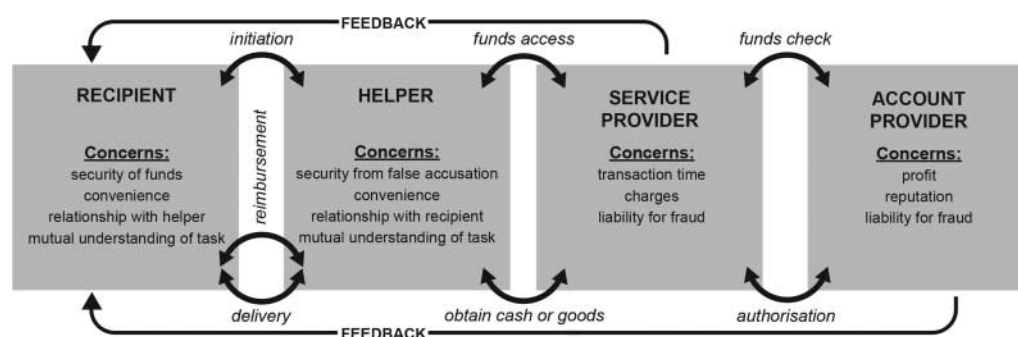 FEEDBACK
initiation
funds access
funds check
RECIPIENT
Concerns:
security of funds
convenience
relationship with helper
mutual understanding of task
reimbursement
HELPER
Concerns:
security from false accusation
convenience
relationship with recipient
mutual understanding of task
SERVICE
PROVIDER
Concerns:
transaction time
charges
liability for fraud
ACCOUNT
PROVIDER
Concerns:
profit
reputation
liability for fraud
delivery
obtain cash or goods
authorisation
FEEDBACK